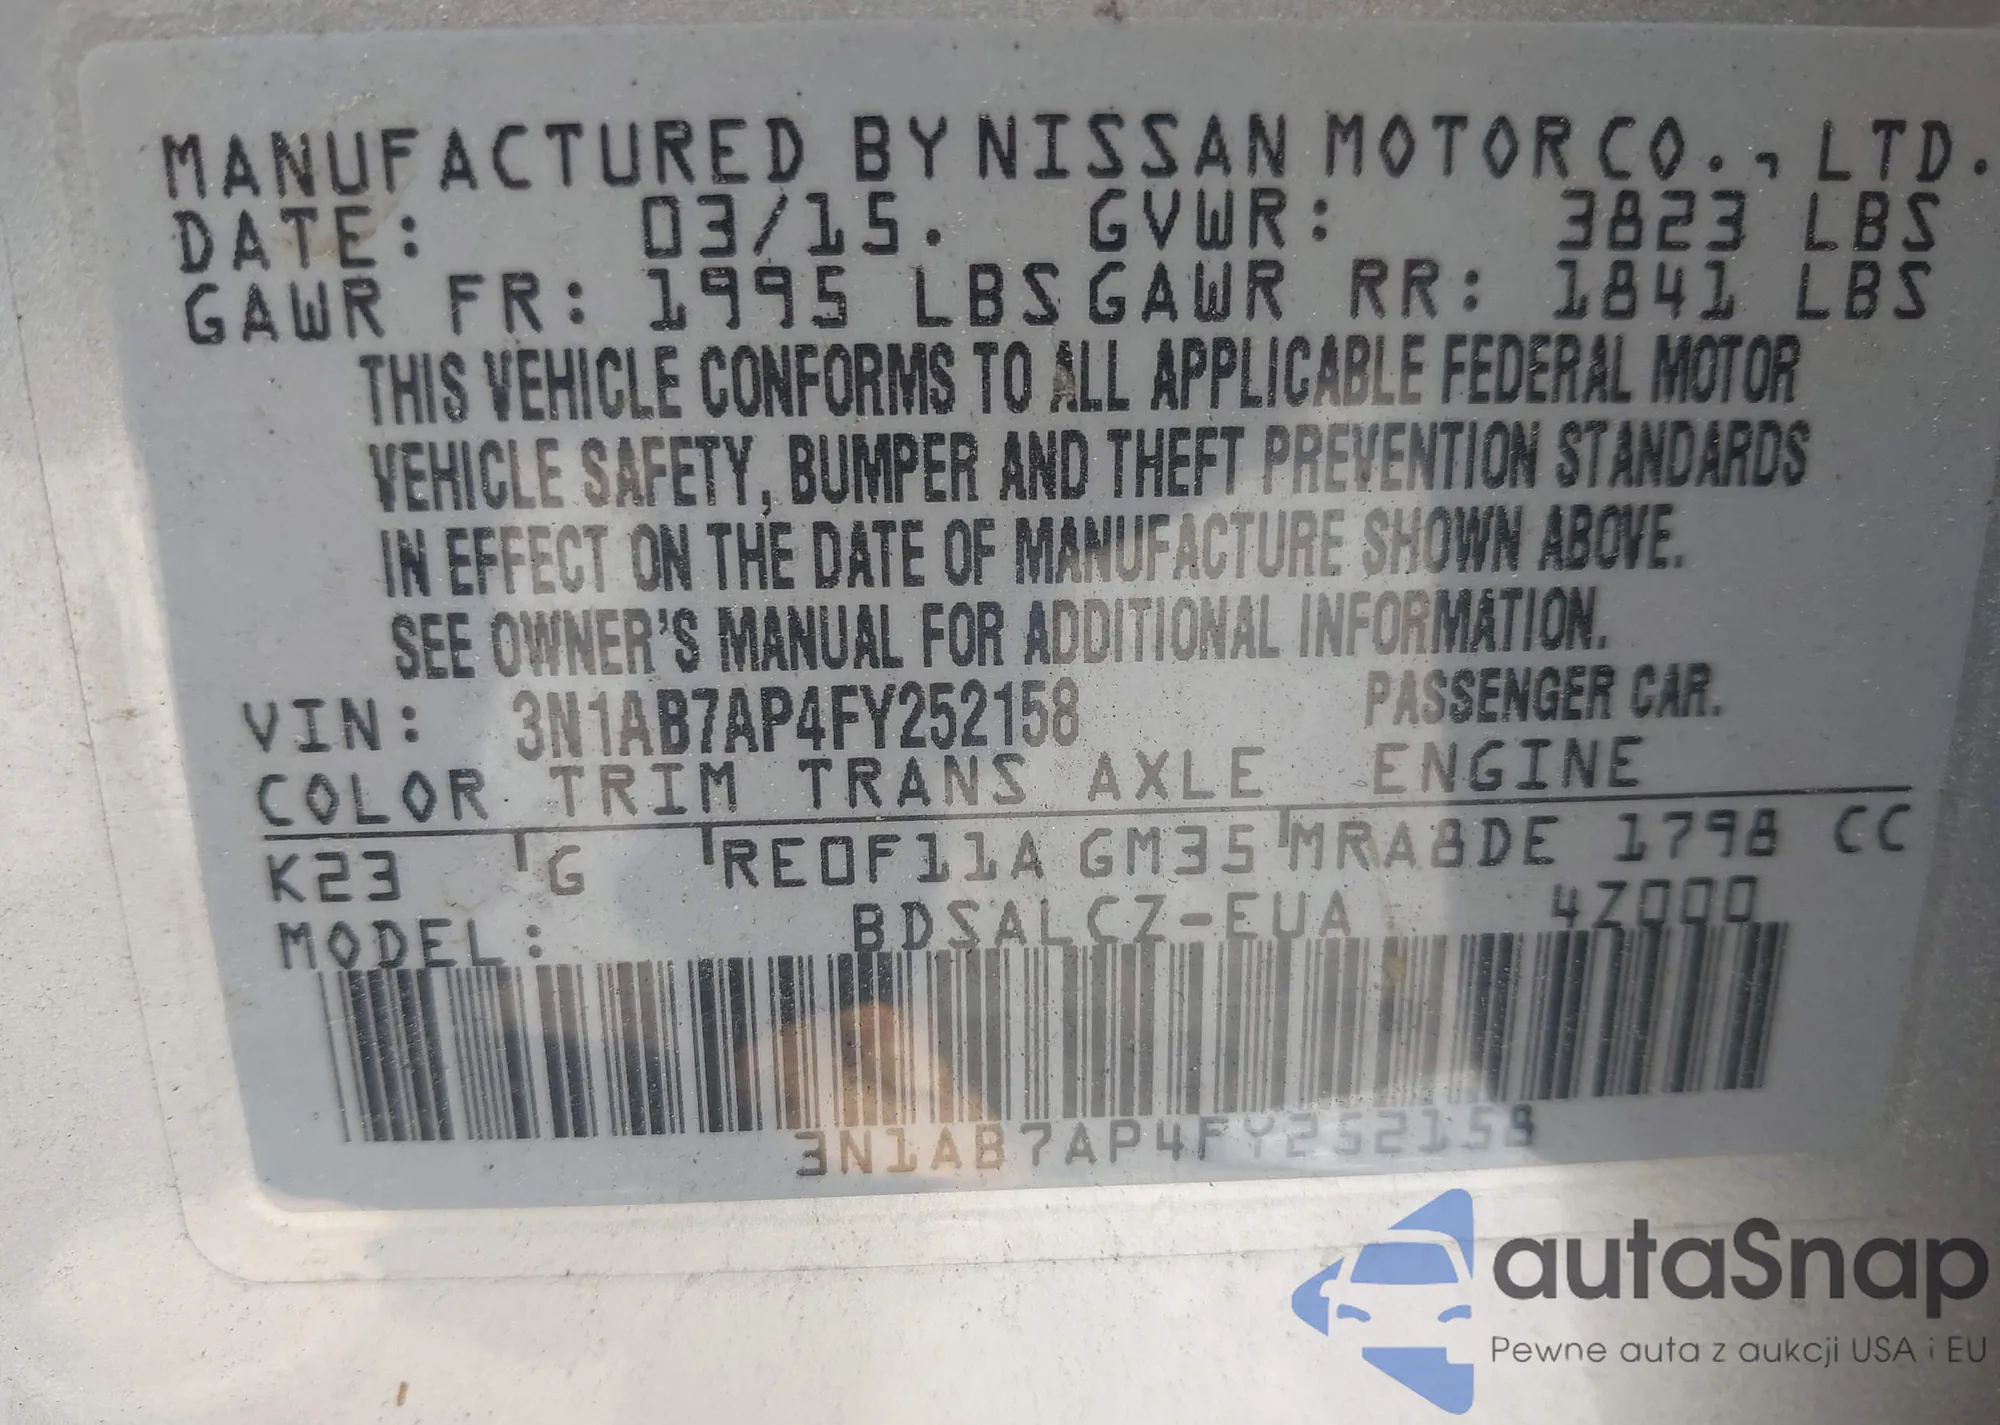 MANUFACTURED BY NISSAN MOTOR CO., LTD.
DATE: 03/15. GVWR: 3823 LBS
GAWR FR: 1995 LBS GAWR RR: 1841 LBS
THIS VEHICLE CONFORMS TO ALL APPLICABLE FEDERAL MOTOR
VEHICLE SAFETY, BUMPER AND THEFT PREVENTION STANDARDS
IN EFFECT ON THE DATE OF MANUFACTURE SHOWN ABOVE.
SEE OWNER'S MANUAL FOR ADDITIONAL INFORMATION.
VIN: 3N1AB7AP4FY252158 PASSENGER CAR.
COLOR TRIM TRANS AXLE ENGINE
K23 G RE0F11A GM35 MRA8DE 1798 CC
MODEL: BDSALCZ-EUA 4Z000
3N1AB7AP4FY252158
autaSnap
Pewne auta z aukcji USA i EU